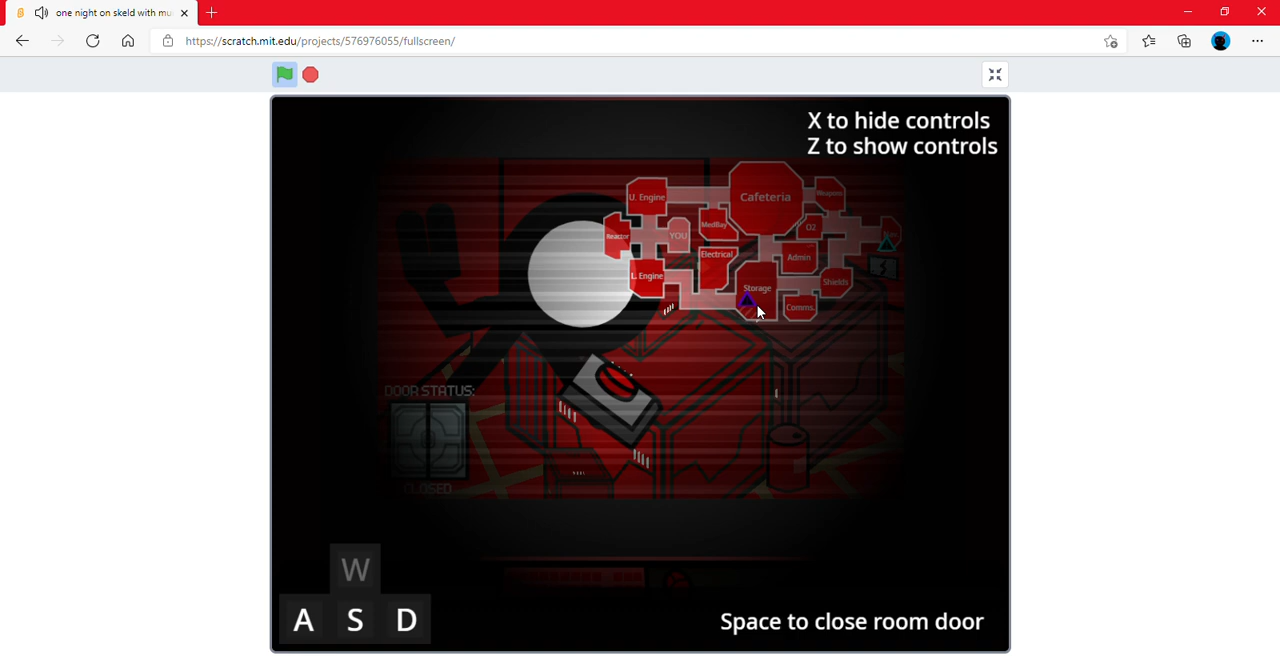 one night on skeld with mu
https://scratch.mit.edu/projects/576976055/fullscreen/
X to hide controls
Z to show controls
U. Engine
Cafeteria
Weapons
Reactor
YOU
MedBay
O2
Nav
Electrical
Admin
L. Engine
Storage
Shields
Comms.
DOOR STATUS:
CLOSED
W
A S D
Space to close room door